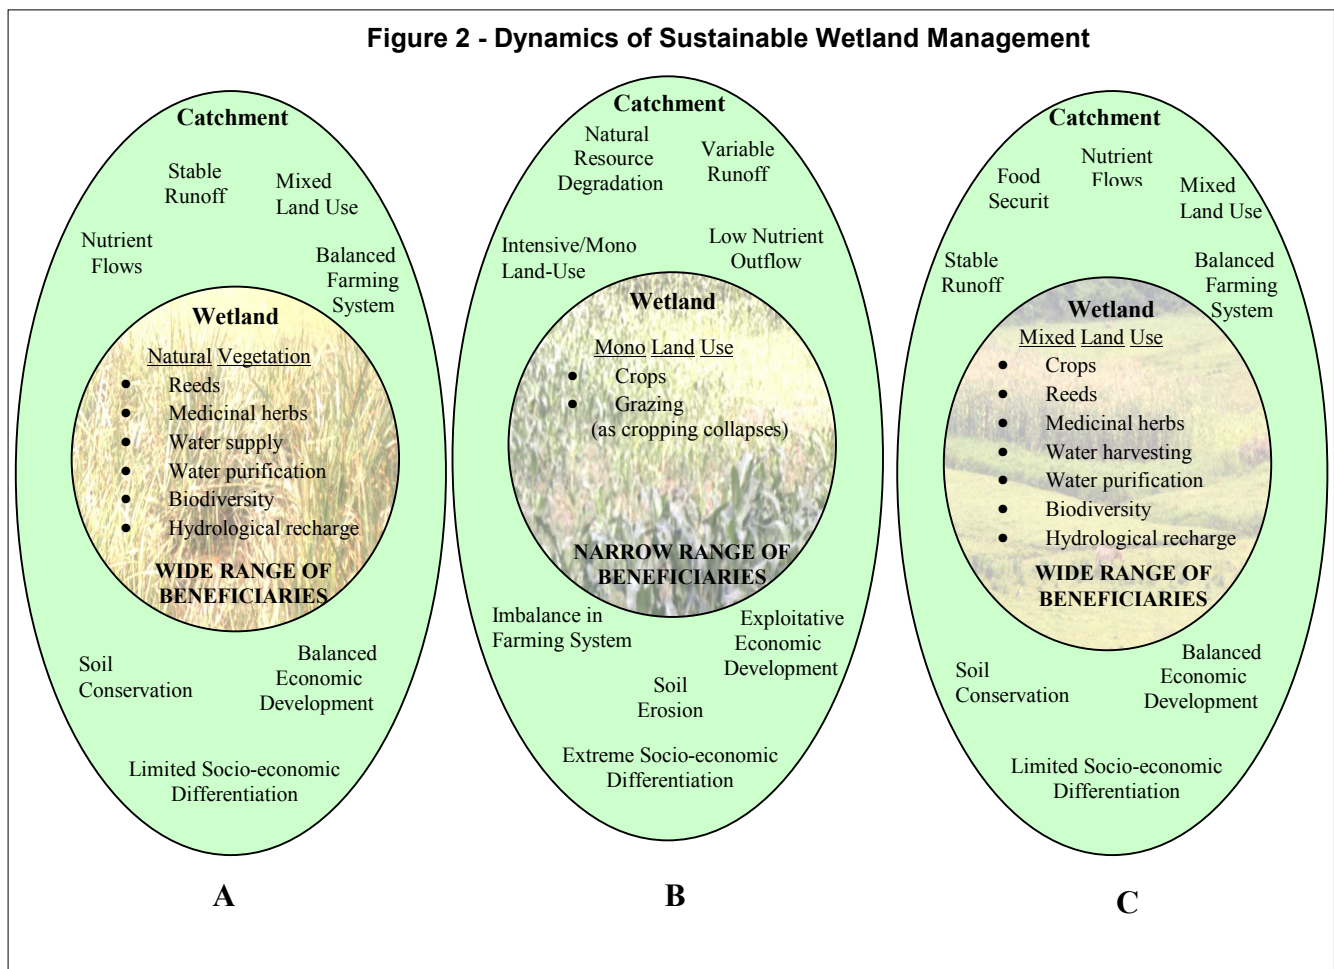 Figure 2 - Dynamics of Sustainable Wetland Management
Catchment
Stable
Runoff
Mixed
Land Use
Nutrient
Flows
Balanced
Farming
System
Wetland
Natural Vegetation
• Reeds
• Medicinal herbs
• Water supply
• Water purification
• Biodiversity
• Hydrological recharge
WIDE RANGE OF
BENEFICIARIES
Soil
Conservation
Balanced
Economic
Development
Limited Socio-economic
Differentiation
A
Catchment
Natural
Resource
Degradation
Variable
Runoff
Intensive/Mono
Land-Use
Low Nutrient
Outflow
Wetland
Mono Land Use
• Crops
• Grazing
(as cropping collapses)
NARROW RANGE OF
BENEFICIARIES
Imbalance in
Farming System
Exploitative
Economic
Development
Soil
Erosion
Extreme Socio-economic
Differentiation
B
Catchment
Food
Securit
Nutrient
Flows
Mixed
Land Use
Stable
Runoff
Balanced
Farming
System
Wetland
Mixed Land Use
• Crops
• Reeds
• Medicinal herbs
• Water harvesting
• Water purification
• Biodiversity
• Hydrological recharge
WIDE RANGE OF
BENEFICIARIES
Soil
Conservation
Balanced
Economic
Development
Limited Socio-economic
Differentiation
C